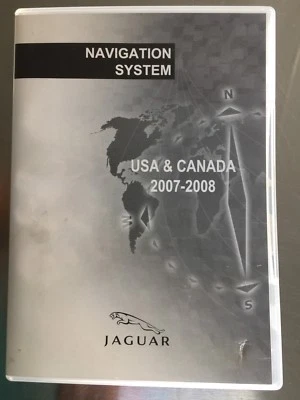 NAVIGATION
SYSTEM
N
USA & CANADA
2007-2008
S
JAGUAR